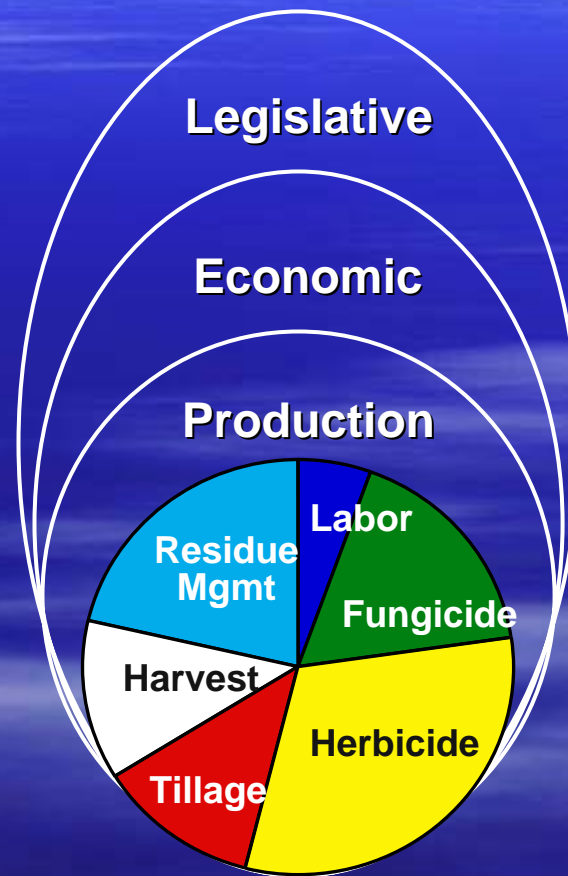 Legislative
Economic
Production
Labor
Residue
Mgmt
Fungicide
Harvest
Herbicide
Tillage